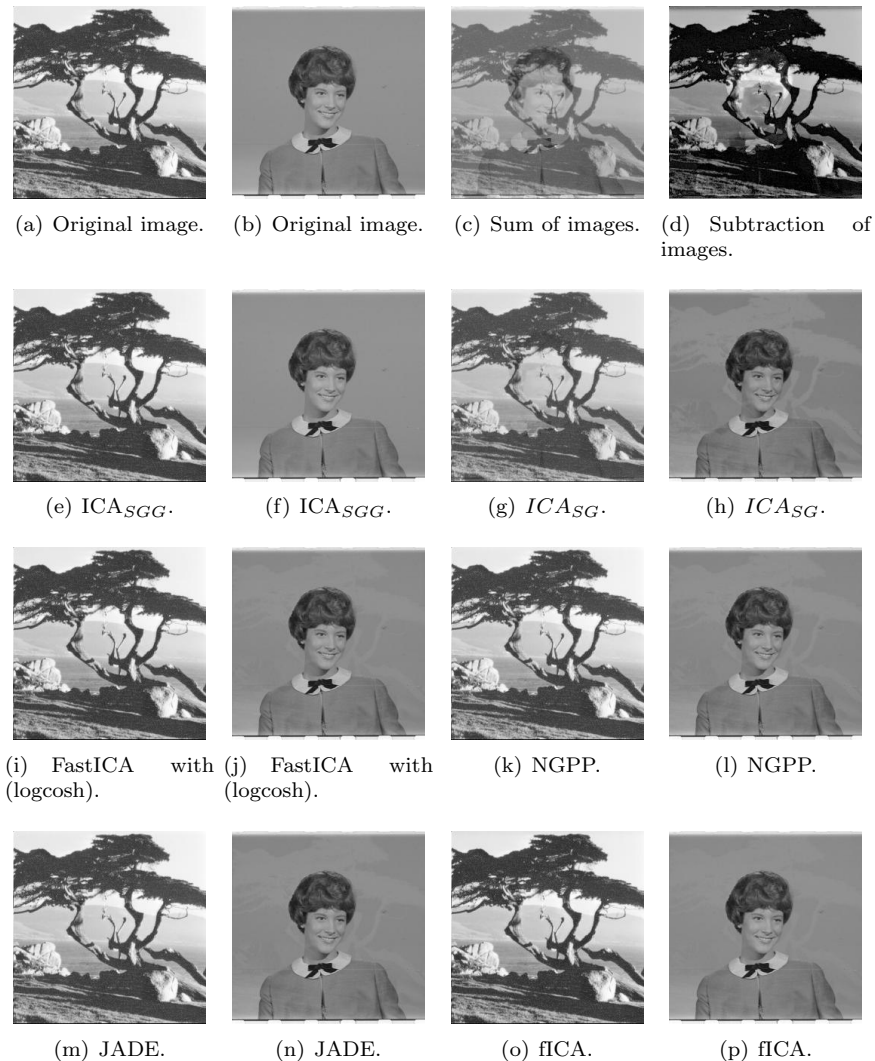 (a) Original image.
(b) Original image.
(c) Sum of images.
(d) Subtraction of
images.
(e) ICA_SGG.
(f) ICA_SGG.
(g) ICA_SG.
(h) ICA_SG.
(i) FastICA with
(logcosh).
(j) FastICA with
(logcosh).
(k) NGPP.
(l) NGPP.
(m) JADE.
(n) JADE.
(o) fICA.
(p) fICA.